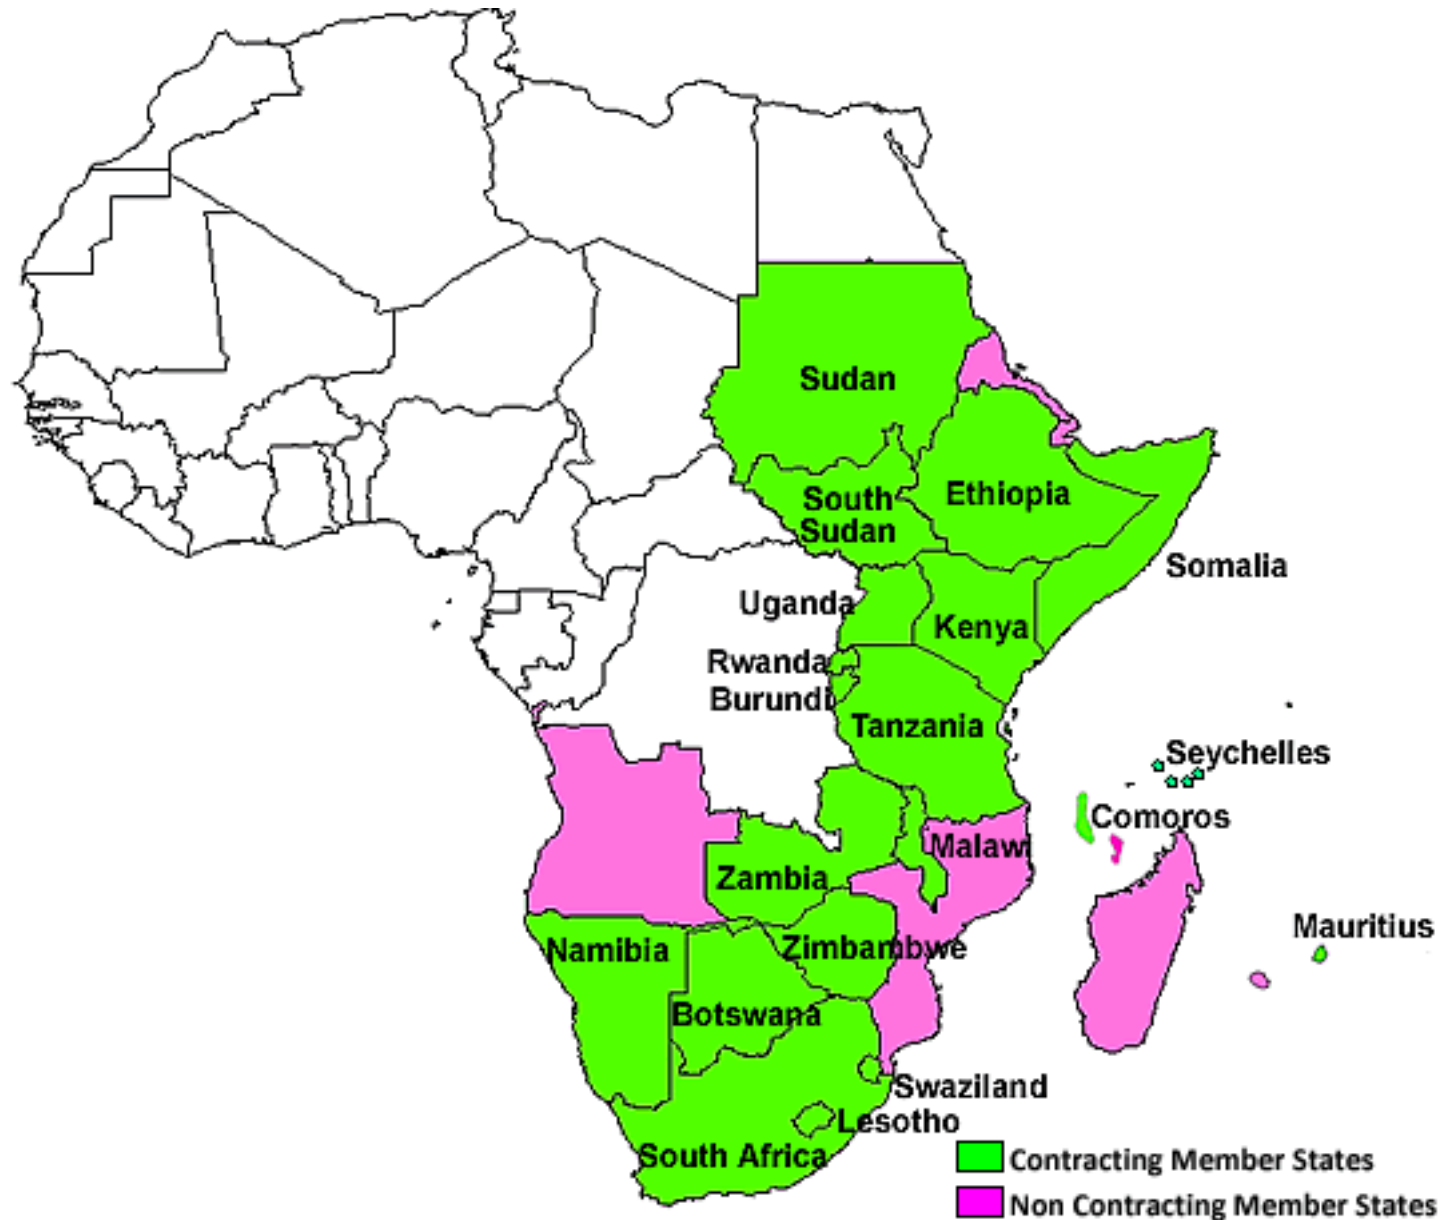 Sudan
South
Sudan
Ethiopia
Somalia
Uganda
Kenya
Rwanda
Burundi
Tanzania
Seychelles
Comoros
Malawi
Zambia
Mauritius
Namibia
Zimbambwe
Botswana
Swaziland
Lesotho
South Africa
Contracting Member States
Non Contracting Member States